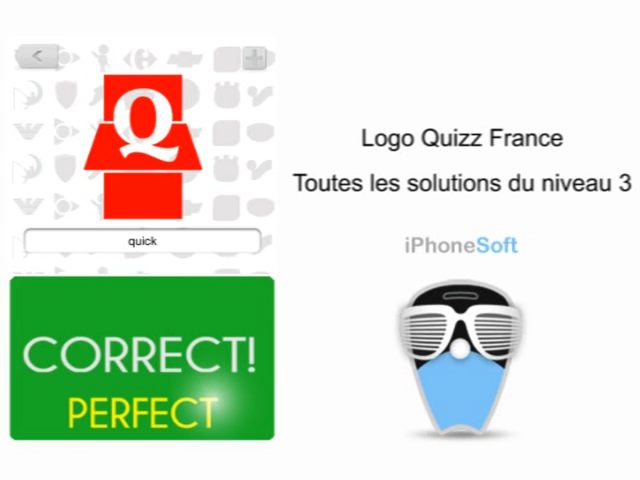 Q
quick
CORRECT!
PERFECT
Logo Quizz France
Toutes les solutions du niveau 3
iPhoneSoft